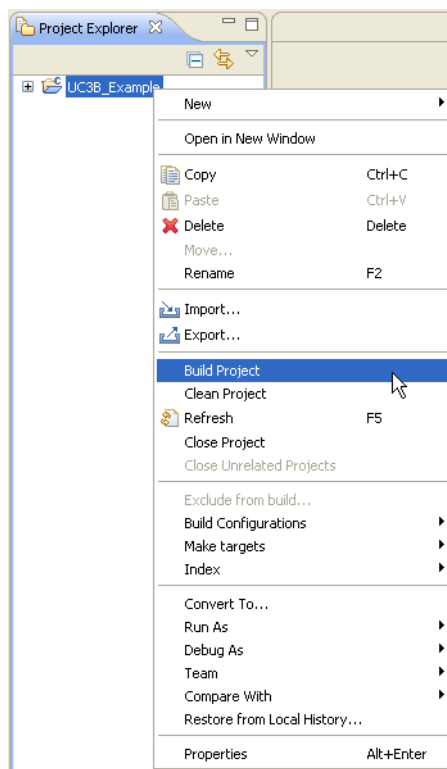 Project Explorer
UC3B_Example
New
Open in New Window
Copy Ctrl+C
Paste Ctrl+V
Delete Delete
Move...
Rename F2
Import...
Export...
Build Project
Clean Project
Refresh F5
Close Project
Close Unrelated Projects
Exclude from build...
Build Configurations
Make targets
Index
Convert To...
Run As
Debug As
Team
Compare With
Restore from Local History...
Properties Alt+Enter